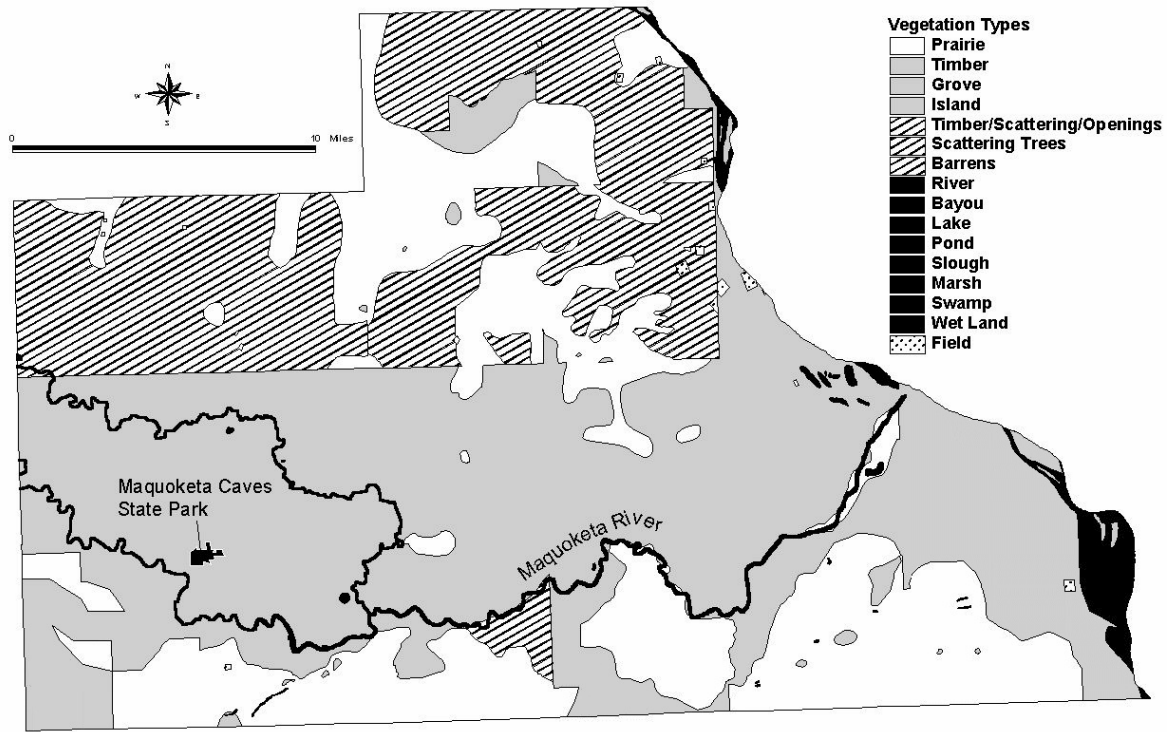 N
W E
S
0 10 Miles
Vegetation Types
Prairie
Timber
Grove
Island
Timber/Scattering/Openings
Scattering Trees
Barrens
River
Bayou
Lake
Pond
Slough
Marsh
Swamp
Wet Land
Field
Maquoketa Caves
State Park
Maquoketa River